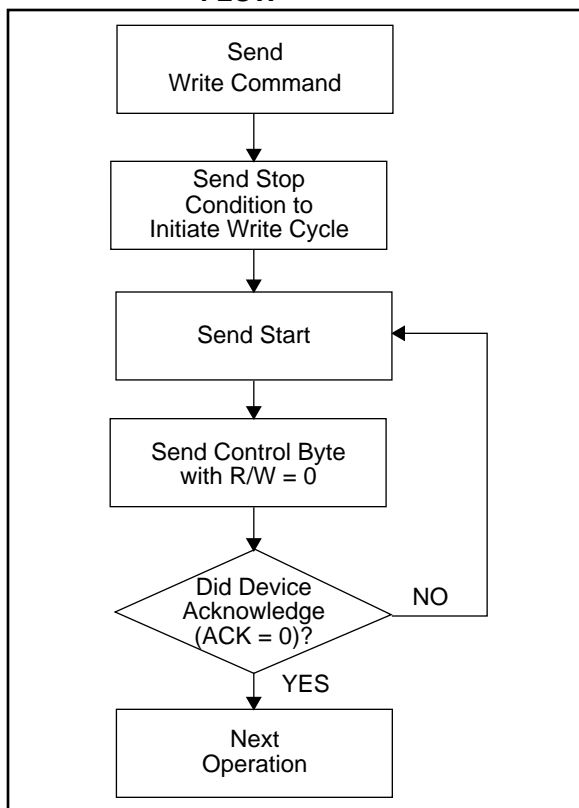 FLOW
Send
Write Command
Send Stop
Condition to
Initiate Write Cycle
Send Start
Send Control Byte
with R/W = 0
Did Device
Acknowledge
(ACK = 0)?
NO
YES
Next
Operation